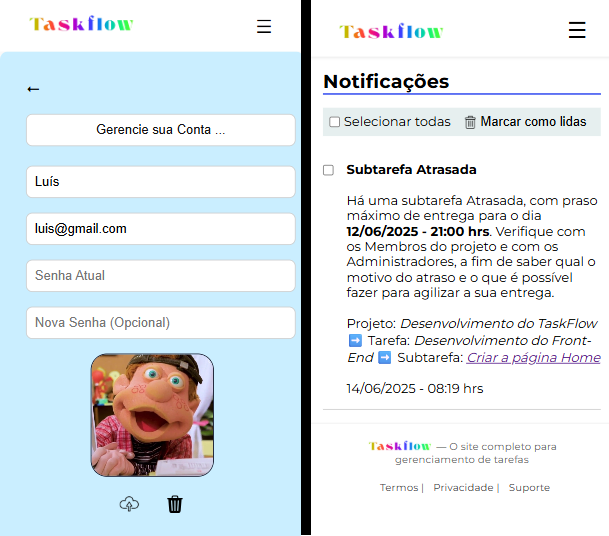 Taskflow
Gerencie sua Conta ...
Luís
luis@gmail.com
Senha Atual
Nova Senha (Opcional)
Taskflow
Notificações
Selecionar todas
Marcar como lidas
Subtarefa Atrasada
Há uma subtarefa Atrasada, com praso
máximo de entrega para o dia
12/06/2025 - 21:00 hrs. Verifique com
os Membros do projeto e com os
Administradores, a fim de saber qual o
motivo do atraso e o que é possível
fazer para agilizar a sua entrega.
Projeto: Desenvolvimento do TaskFlow
➡️ Tarefa: Desenvolvimento do Front-
End ➡️ Subtarefa: Criar a página Home
14/06/2025 - 08:19 hrs
Taskflow — O site completo para
gerenciamento de tarefas
Termos | Privacidade | Suporte